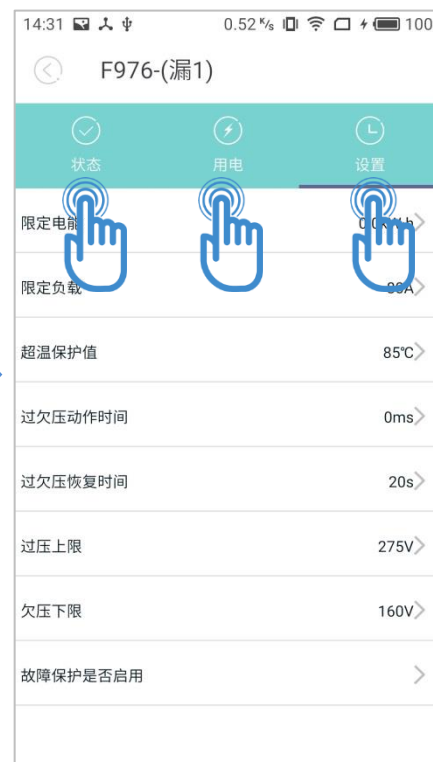 14:31 0.52 K/s 100
F976-(漏1)
状态 用电 设置
限定电能
限定负载
超温保护值 85℃
过欠压动作时间 0ms
过欠压恢复时间 20s
过压上限 275V
欠压下限 160V
故障保护是否启用